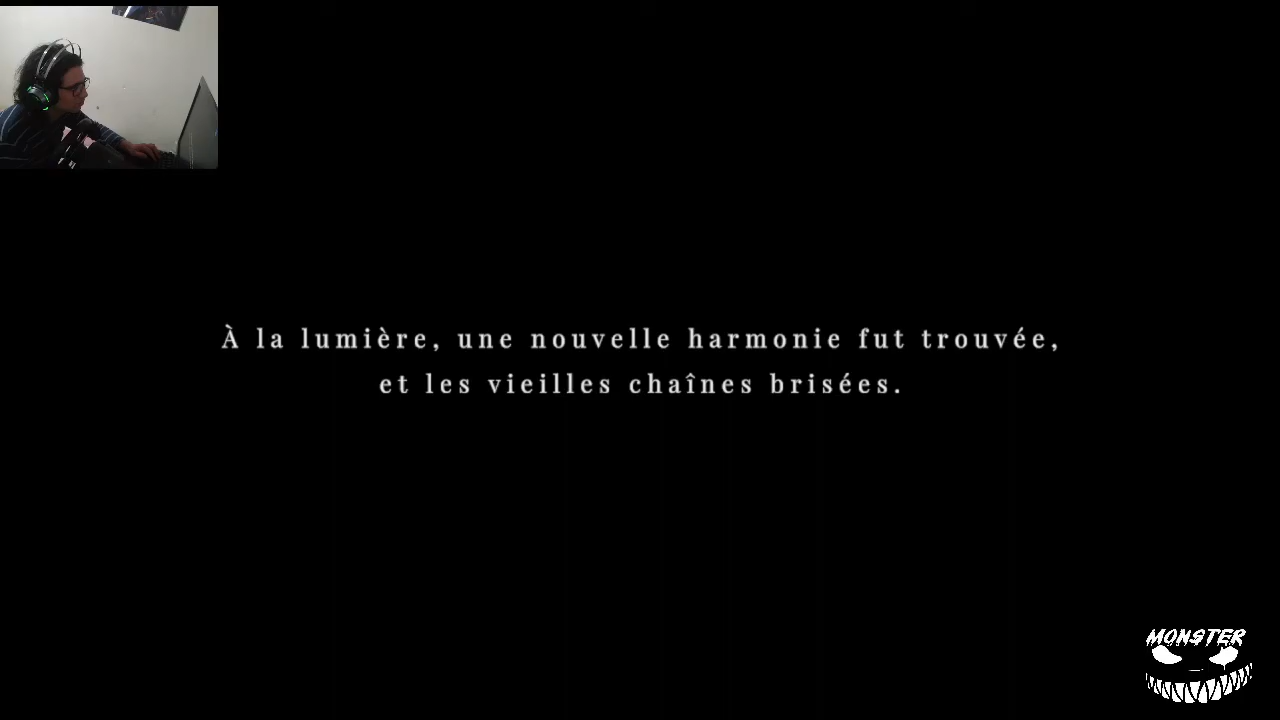 À la lumière, une nouvelle harmonie fut trouvée,
et les vieilles chaînes brisées.
MONSTER